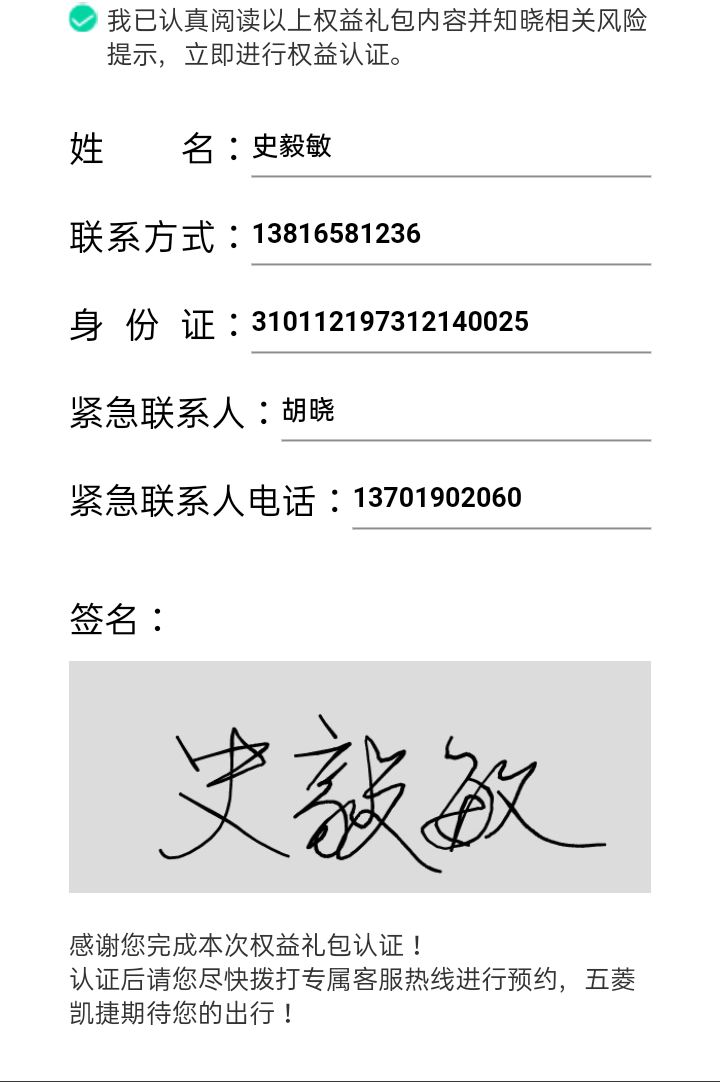 我已认真阅读以上权益礼包内容并知晓相关风险
提示，立即进行权益认证。
姓名：史毅敏
联系方式：13816581236
身份证：310112197312140025
紧急联系人：胡晓
紧急联系人电话：13701902060
签名：
史毅敏
感谢您完成本次权益礼包认证！
认证后请您尽快拨打专属客服热线进行预约，五菱
凯捷期待您的出行！